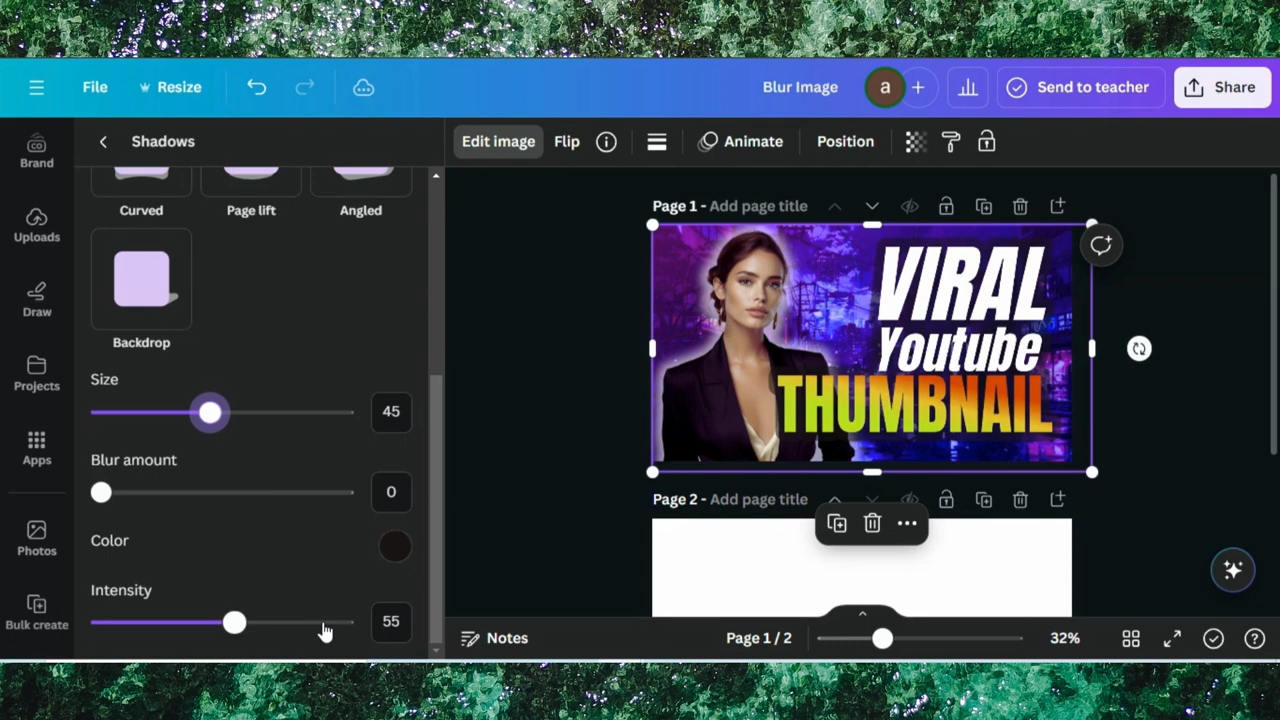 File
Resize
Blur Image
a
Send to teacher
Share
Brand
Uploads
Draw
Projects
Apps
Photos
Bulk create
Shadows
Curved
Page lift
Angled
Backdrop
Size
45
Blur amount
0
Color
Intensity
55
Edit image
Flip
Animate
Position
Page 1 - Add page title
VIRAL
Youtube
THUMBNAIL
Page 2 - Add page title
Notes
Page 1 / 2
32%